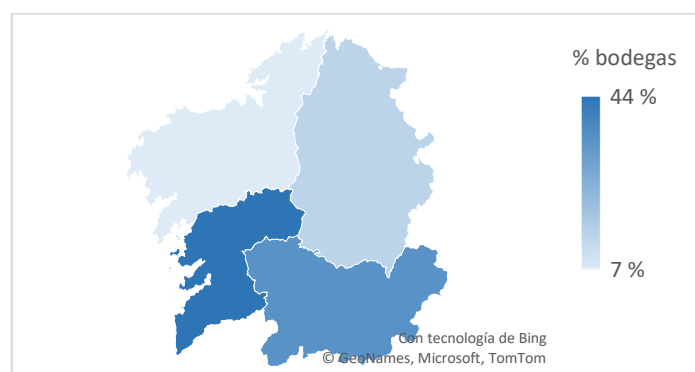 % bodegas
44 %
7 %
Con tecnología de Bing
© GeoNames, Microsoft, TomTom